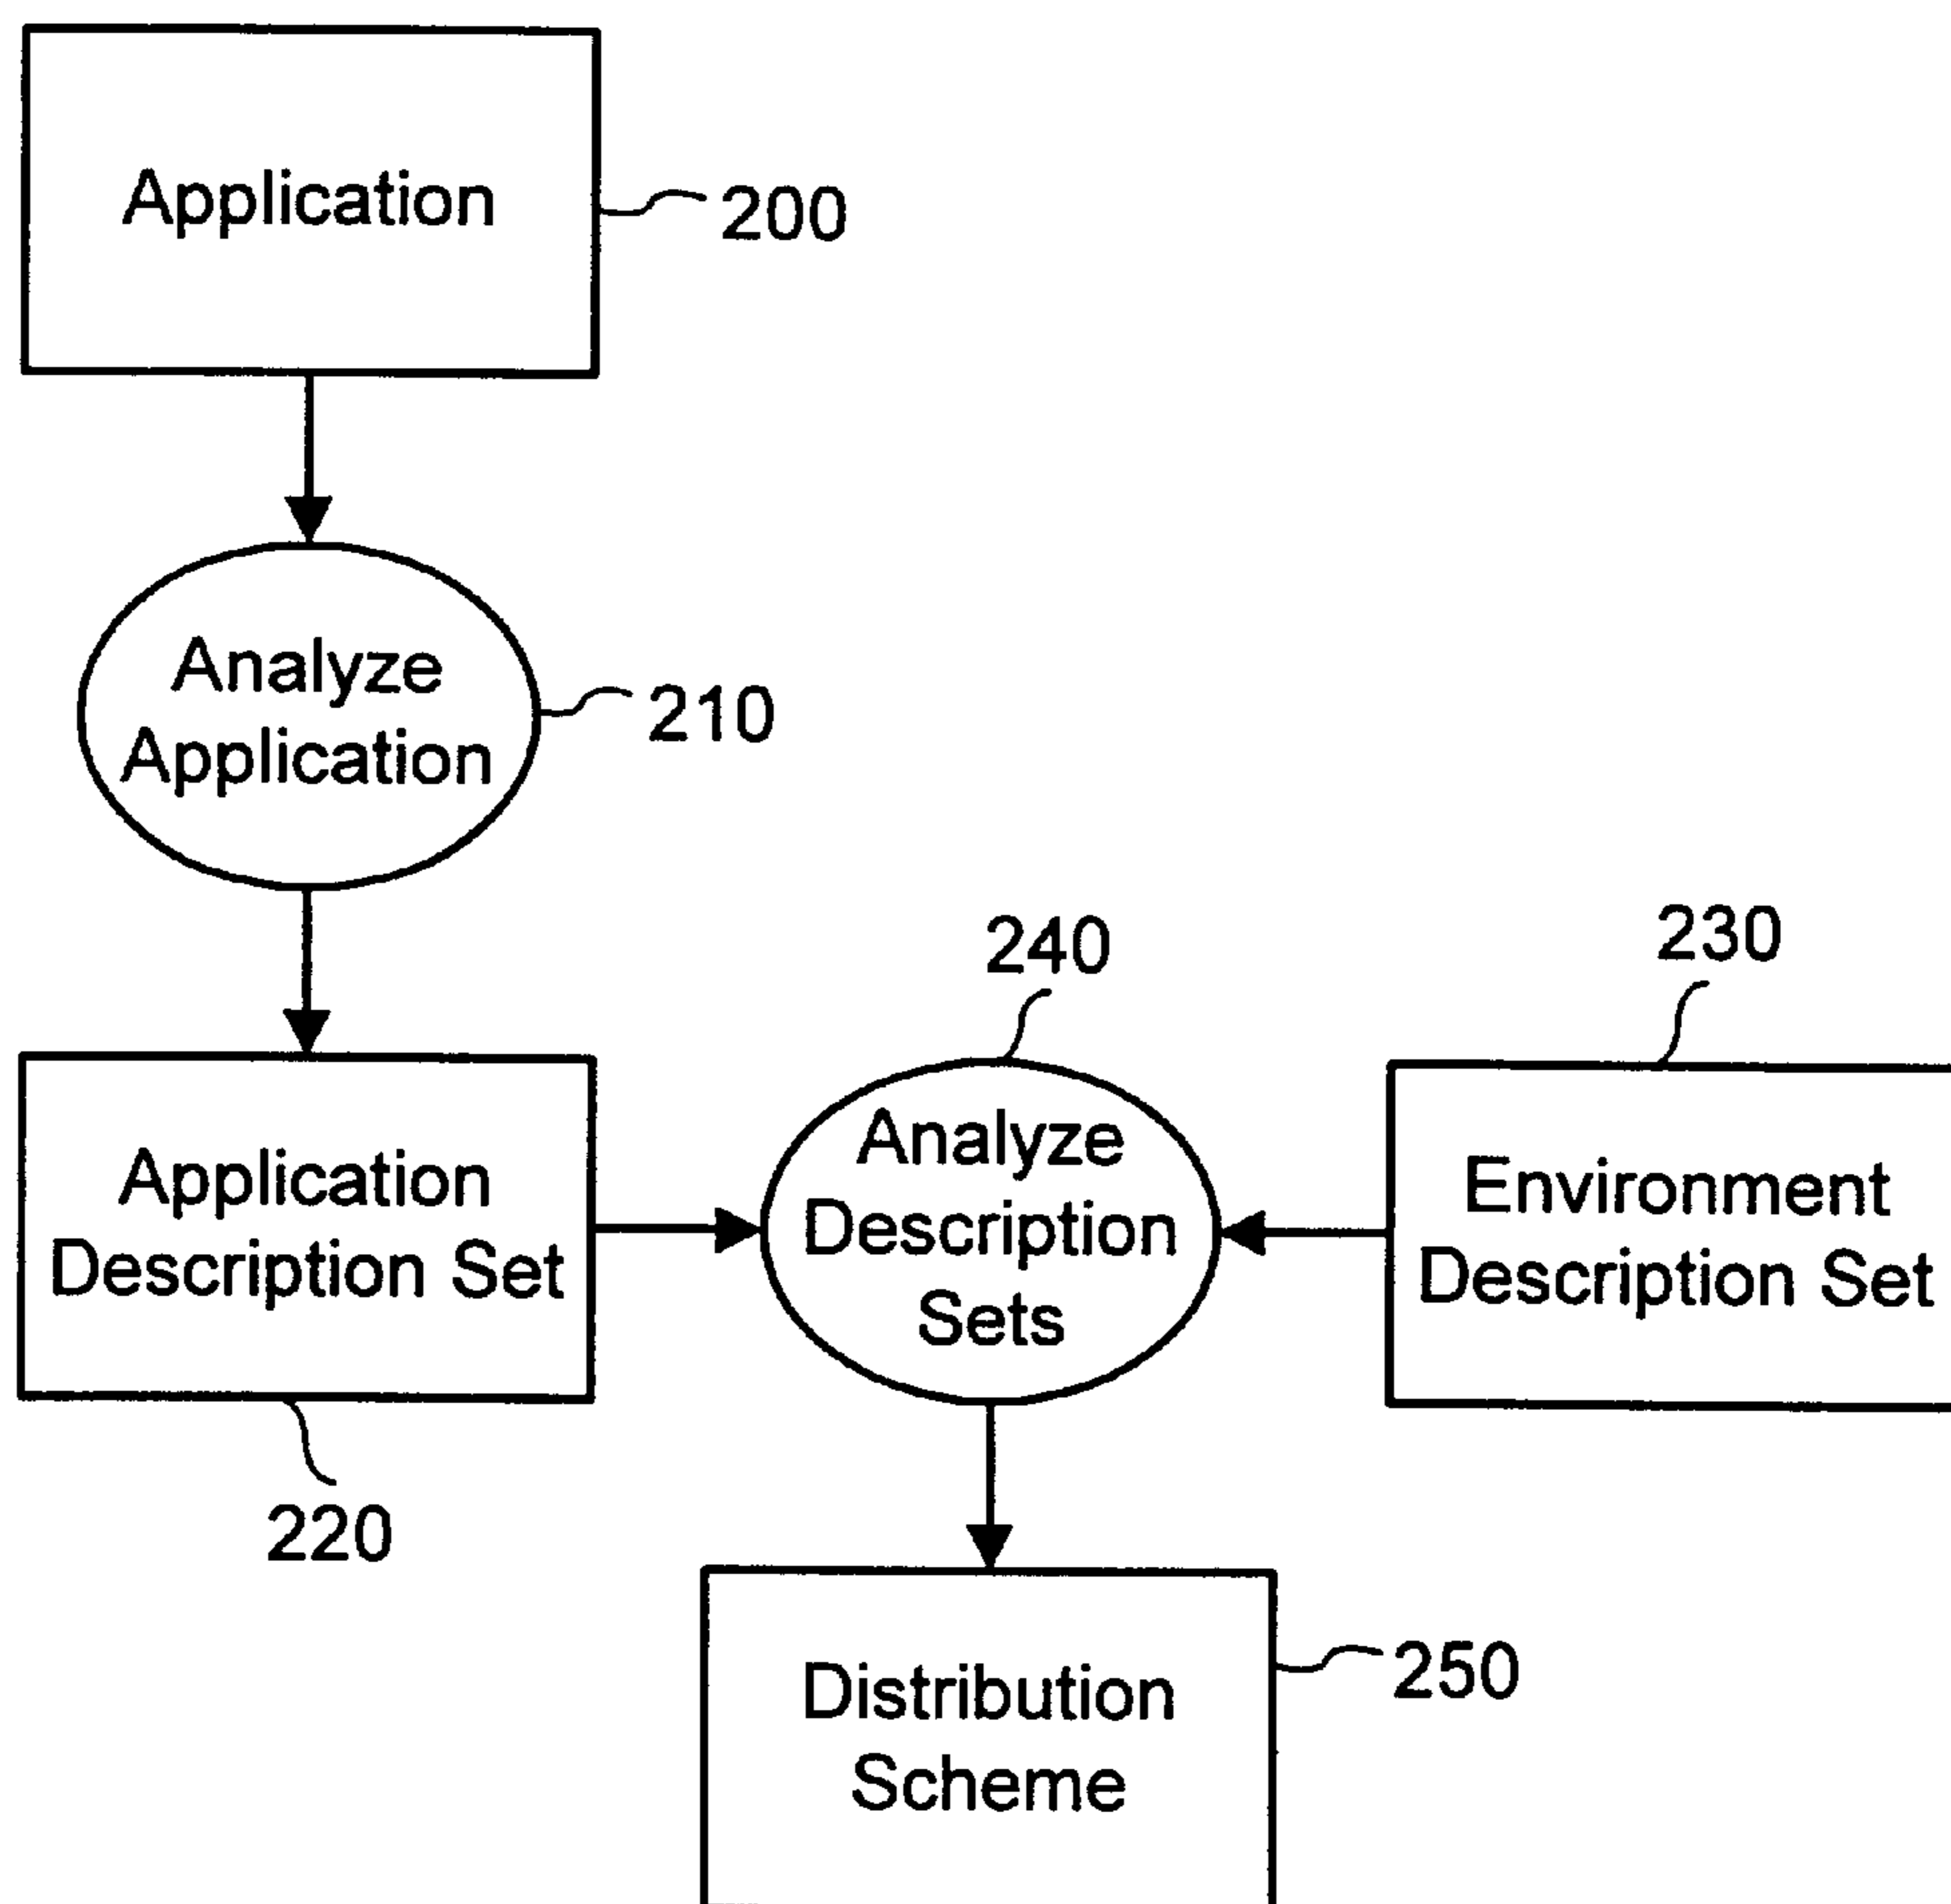 Application
200
Analyze
Application
210
240
230
Application
Description Set
Analyze
Description
Sets
Environment
Description Set
220
Distribution
Scheme
250